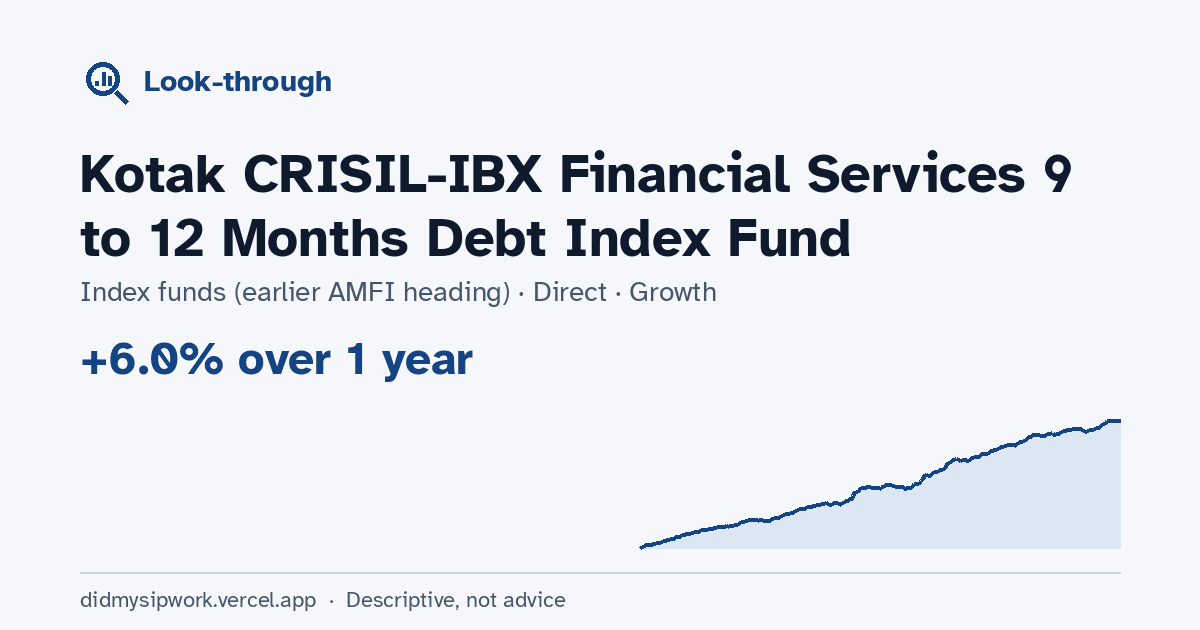 Look-through
Kotak CRISIL-IBX Financial Services 9
to 12 Months Debt Index Fund
Index funds (earlier AMFI heading) · Direct · Growth
+6.0% over 1 year
didmysipwork.vercel.app · Descriptive, not advice